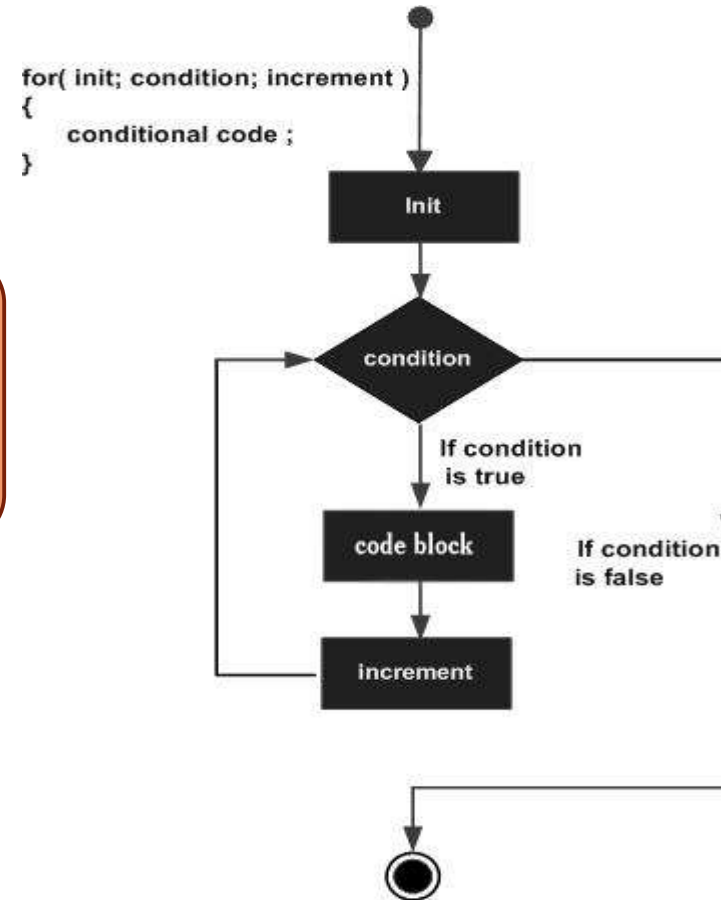 for( init; condition; increment )
{
conditional code ;
}
Init
condition
If condition
is true
code block
If condition
is false
increment